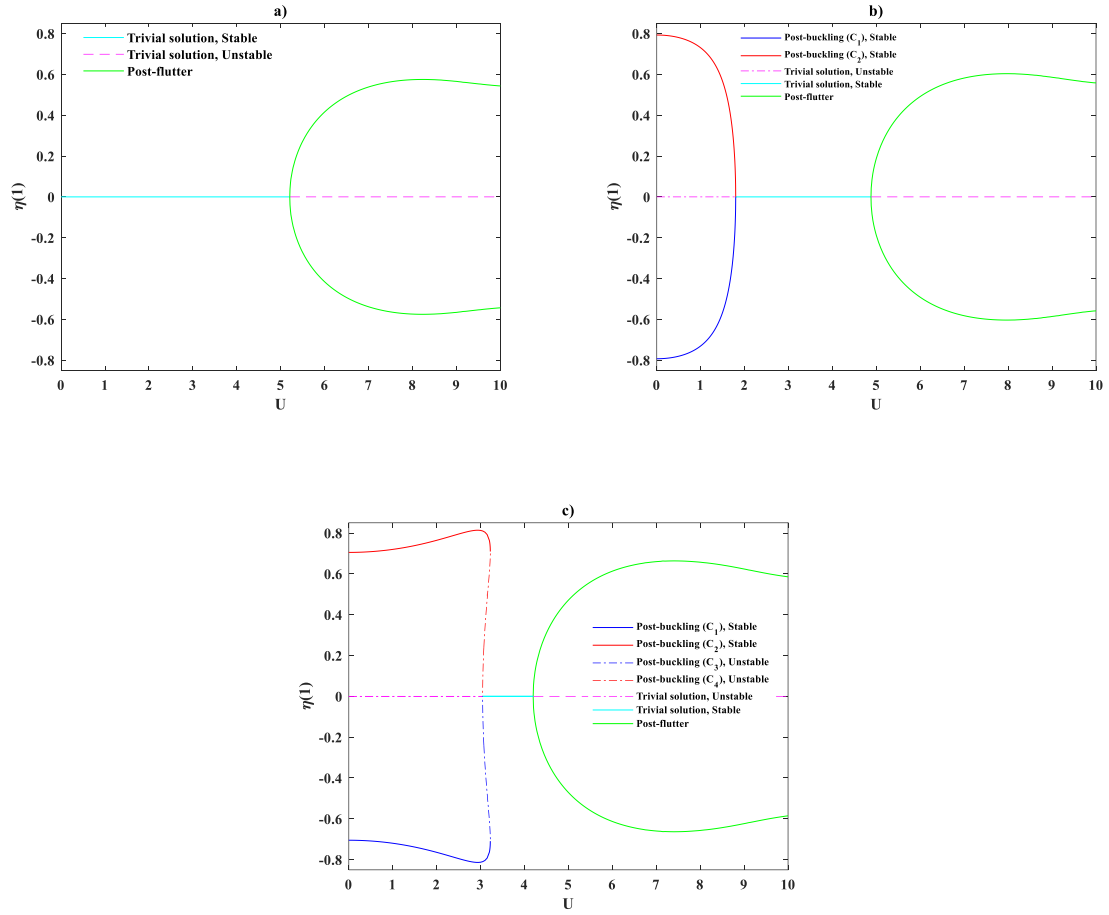 a)
Trivial solution, Stable
Trivial solution, Unstable
Post-flutter
0.8
0.6
0.4
0.2
0
-0.2
-0.4
-0.6
-0.8
η(1)
0 1 2 3 4 5 6 7 8 9 10
U
b)
Post-buckling (C1), Stable
Post-buckling (C2), Stable
Trivial solution, Unstable
Trivial solution, Stable
Post-flutter
0.8
0.6
0.4
0.2
0
-0.2
-0.4
-0.6
-0.8
η(1)
0 1 2 3 4 5 6 7 8 9 10
U
c)
Post-buckling (C1), Stable
Post-buckling (C2), Stable
Post-buckling (C3), Unstable
Post-buckling (C4), Unstable
Trivial solution, Unstable
Trivial solution, Stable
Post-flutter
0.8
0.6
0.4
0.2
0
-0.2
-0.4
-0.6
-0.8
η(1)
0 1 2 3 4 5 6 7 8 9 10
U